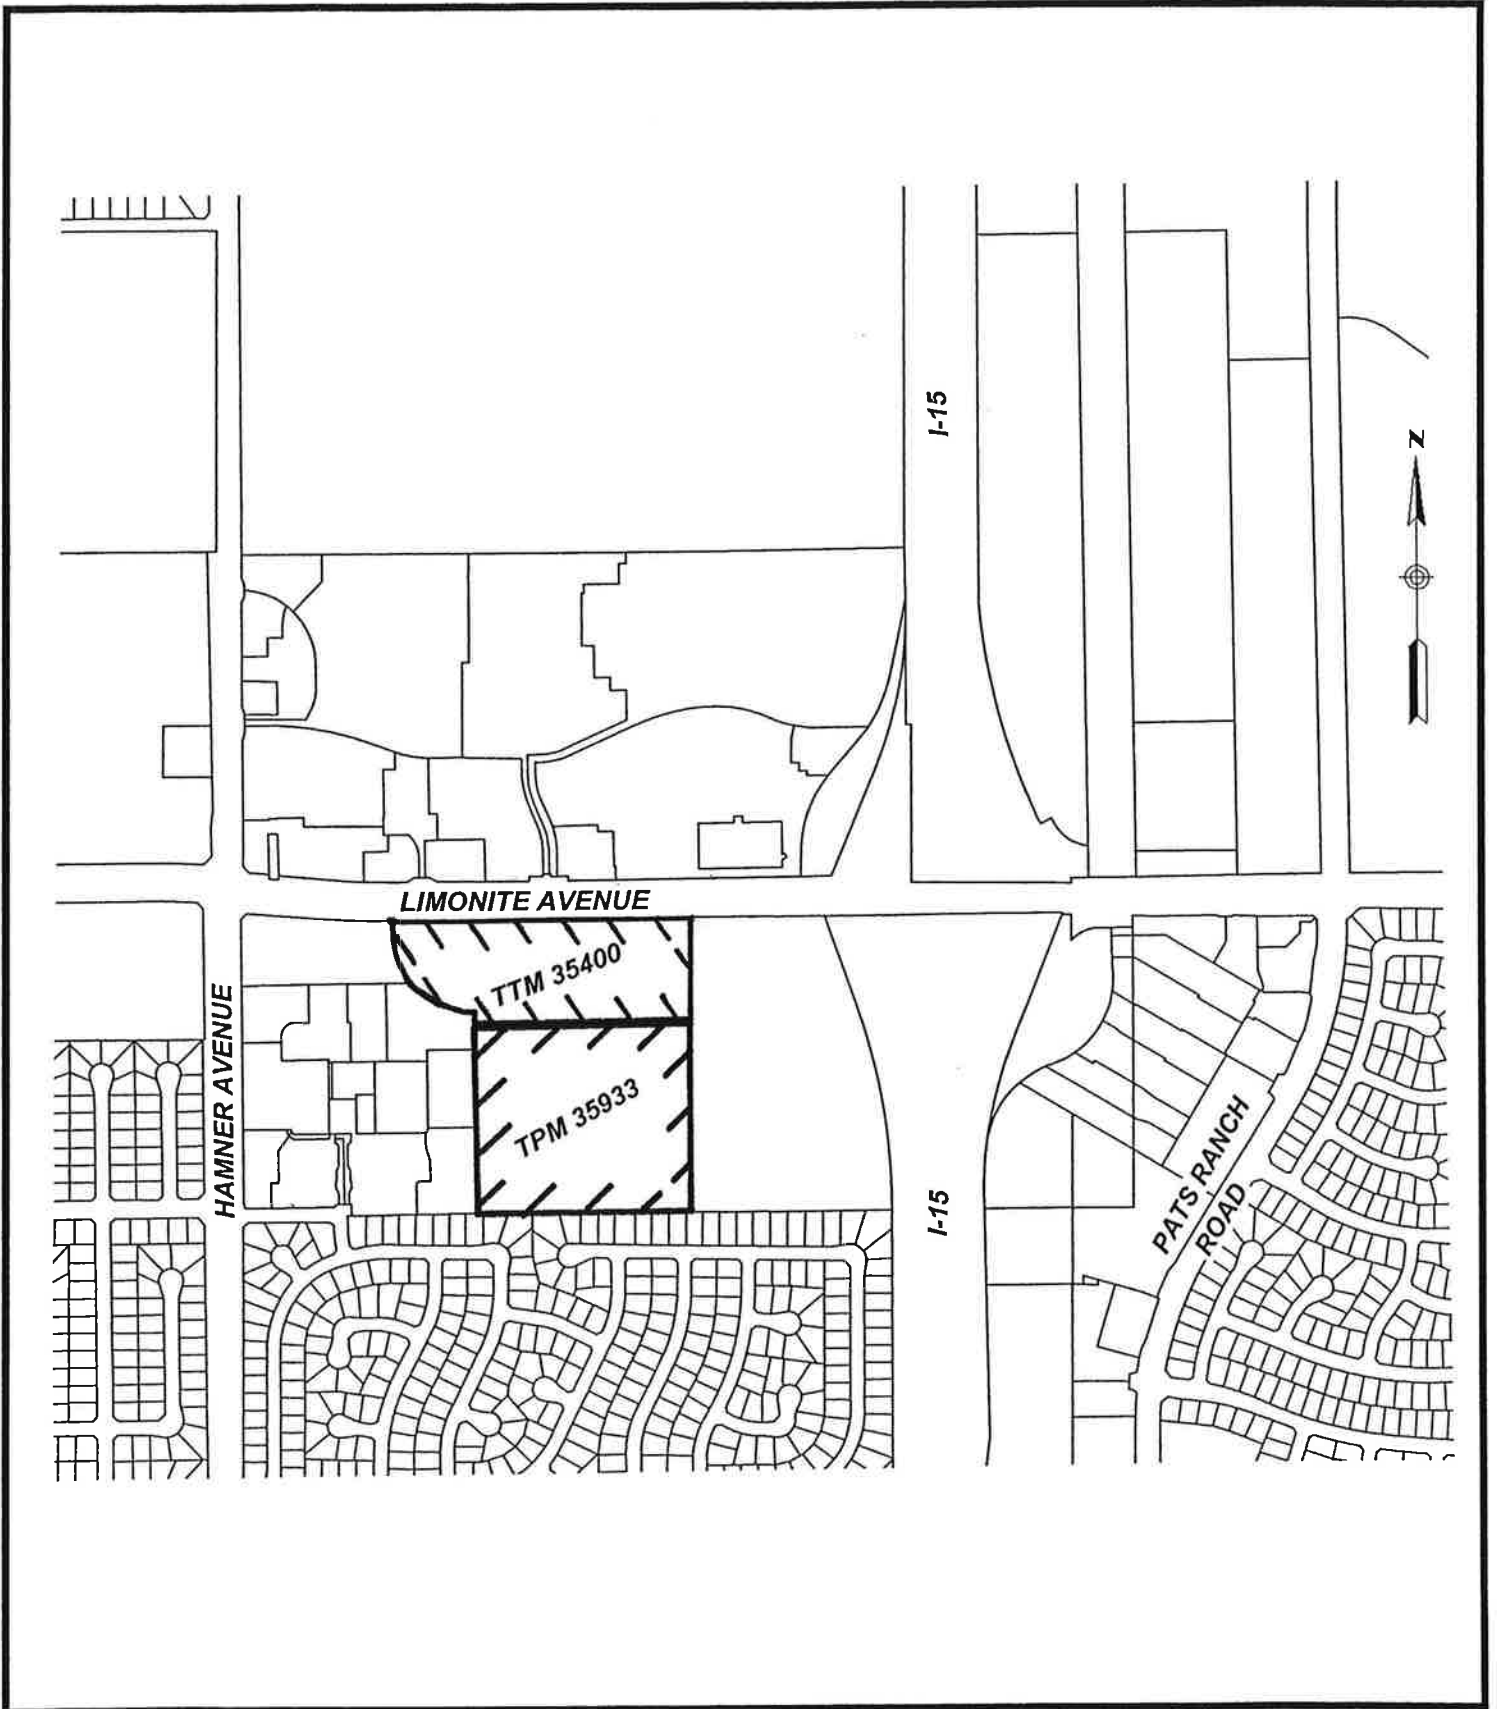 I-15
N
LIMONITE AVENUE
TTM 35400
HAMNER AVENUE
TPM 35933
PATS RANCH
ROAD
I-15